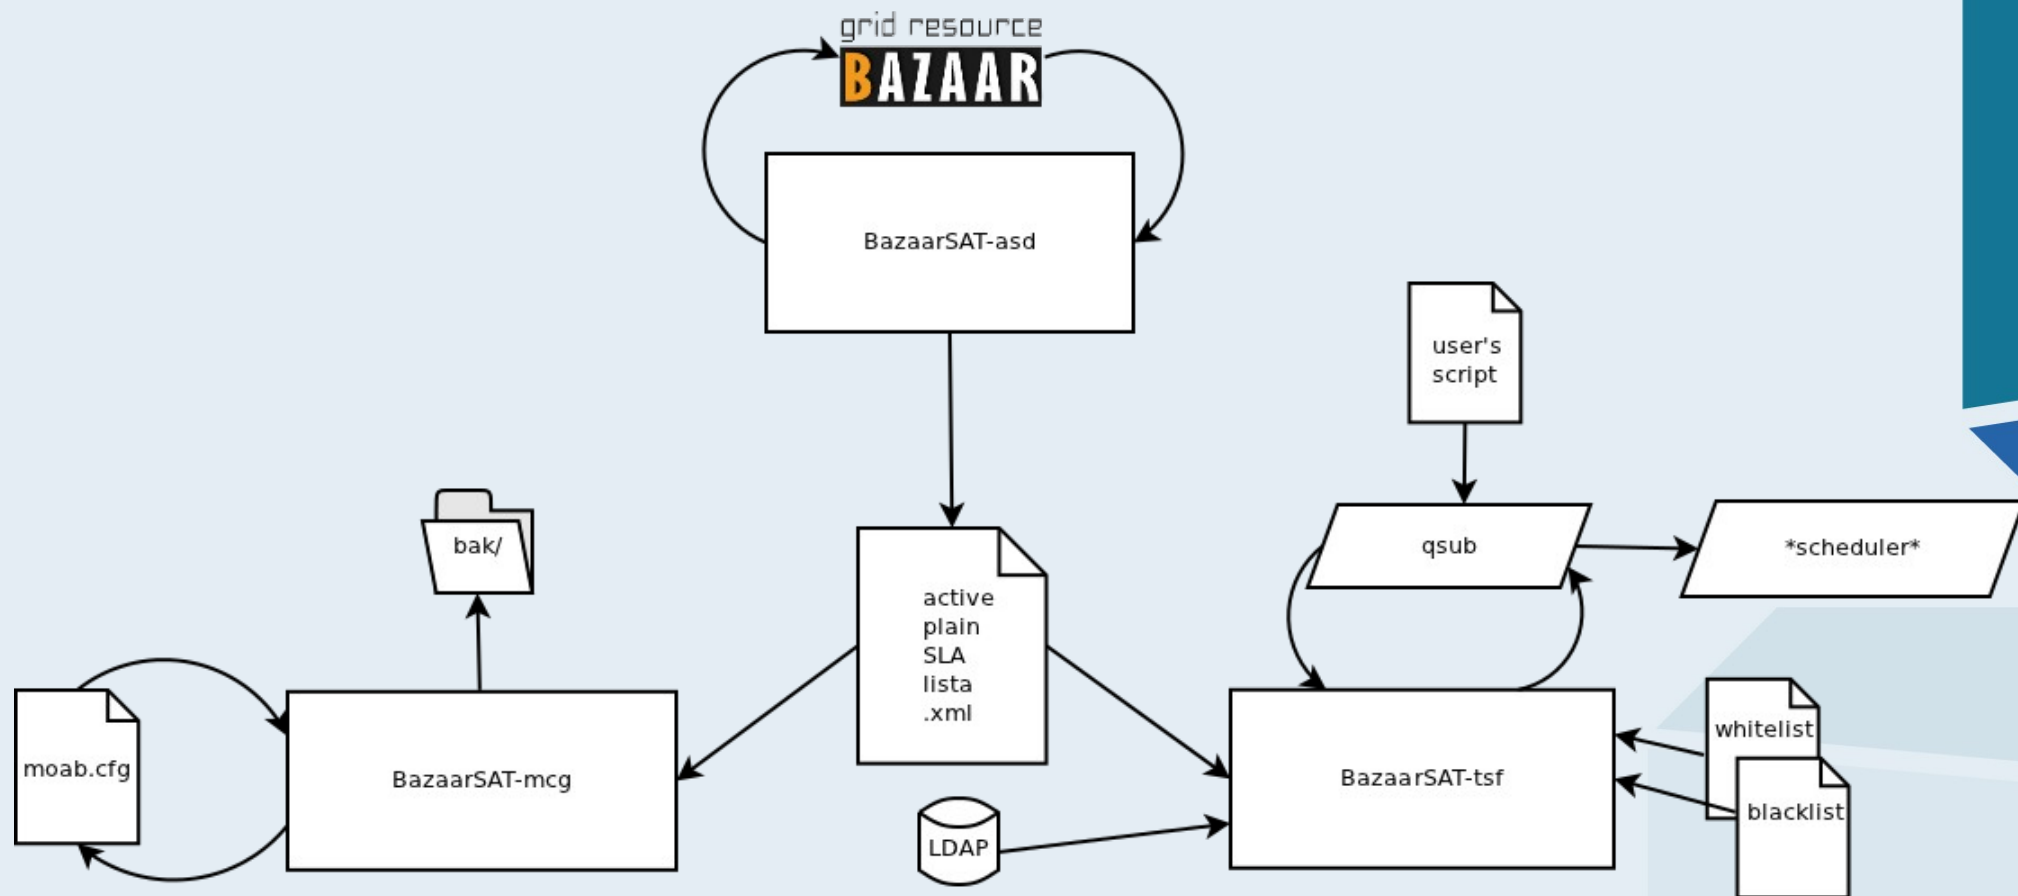 grid resource
BAZAAR
BazaarSAT-asd
user's
script
bak/
qsub
*scheduler*
active
plain
SLA
lista
.xml
moab.cfg
BazaarSAT-mcg
BazaarSAT-tsf
whitelist
blacklist
LDAP